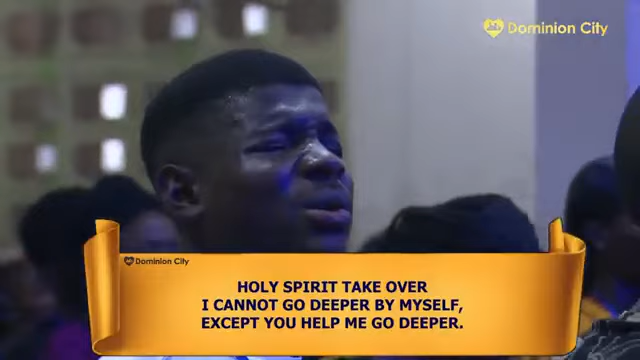 Dominion City
Dominion City
HOLY SPIRIT TAKE OVER
I CANNOT GO DEEPER BY MYSELF,
EXCEPT YOU HELP ME GO DEEPER.